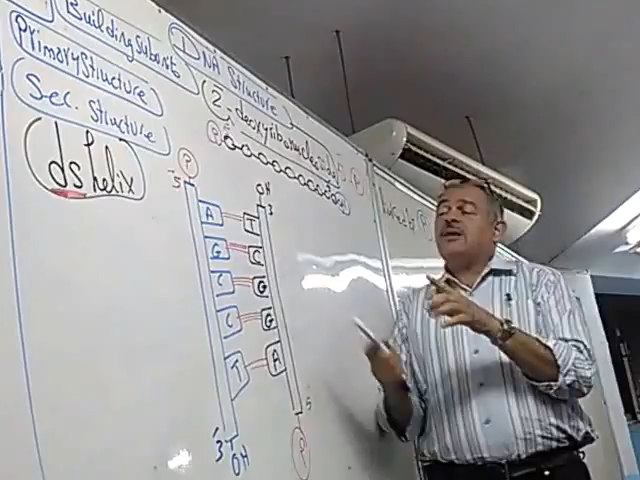 Building subunit
Primary Structure
Sec. Structure
ds helix
1 DNA Structure
2- deoxyribonucleotide
P
5
P
OH
3
A T
G C
C G
C G
T A
3
OH
5
P